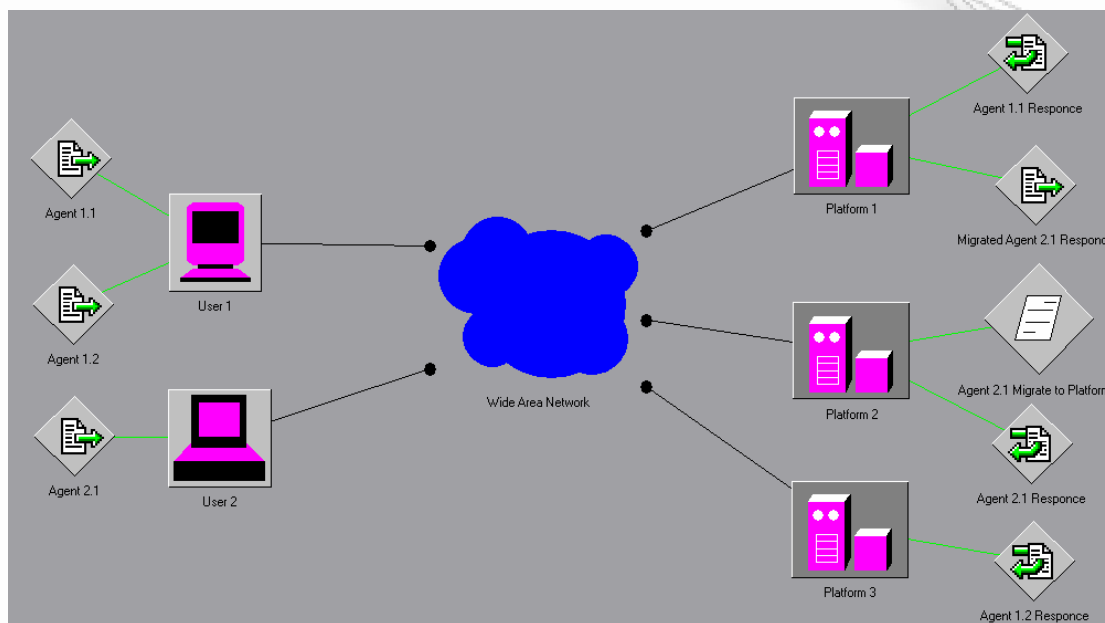 Agent 1.1
Agent 1.2
Agent 2.1
User 1
User 2
Wide Area Network
Platform 1
Platform 2
Platform 3
Agent 1.1 Responce
Migrated Agent 2.1 Respond
Agent 2.1 Migrate to Platform
Agent 2.1 Responce
Agent 1.2 Responce